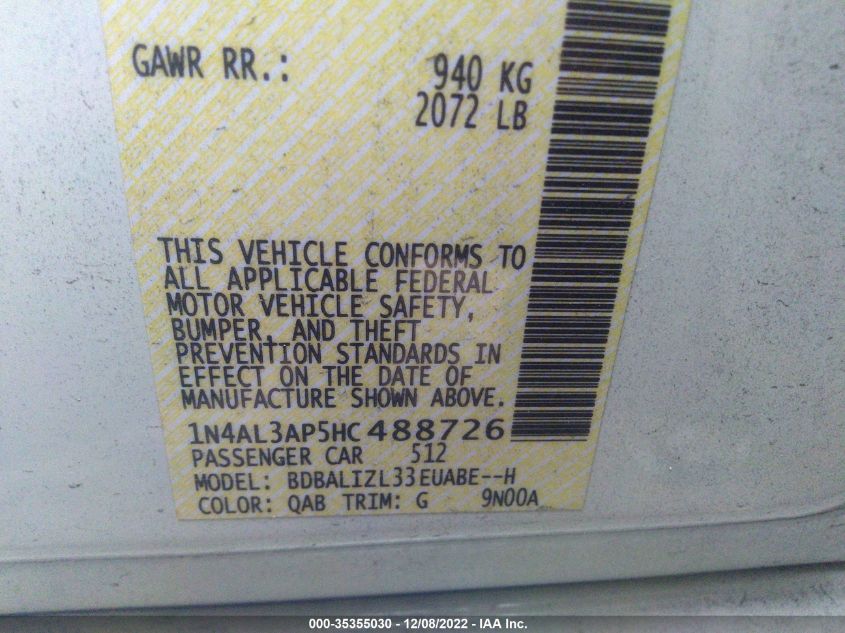 GAWR RR.: 940 KG
2072 LB
THIS VEHICLE CONFORMS TO
ALL APPLICABLE FEDERAL
MOTOR VEHICLE SAFETY,
BUMPER, AND THEFT
PREVENTION STANDARDS IN
EFFECT ON THE DATE OF
MANUFACTURE SHOWN ABOVE.
1N4AL3AP5HC488726
PASSENGER CAR 512
MODEL: BDBALIZL33EUABE--H
COLOR: QAB TRIM: G 9N00A
000-35355030 - 12/08/2022 - IAA Inc.